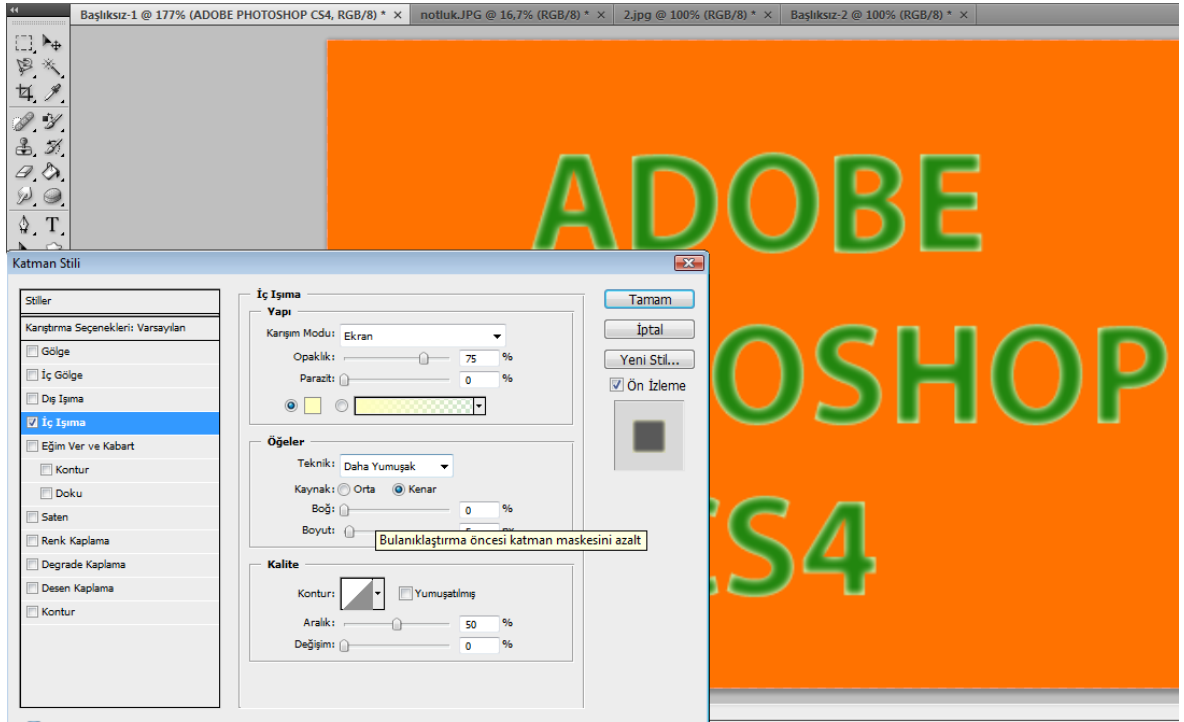 Başlıksız-1 @ 177% (ADOBE PHOTOSHOP CS4, RGB/8) * ×
notluk.JPG @ 16,7% (RGB/8) * ×
2.jpg @ 100% (RGB/8) * ×
Başlıksız-2 @ 100% (RGB/8) * ×
T
ADOBE
OSHOP
CS4
Katman Stili
Stiller
Karıştırma Seçenekleri: Varsayılan
Gölge
İç Gölge
Dış Işıma
İç Işıma
Eğim Ver ve Kabart
Kontur
Doku
Saten
Renk Kaplama
Degrade Kaplama
Desen Kaplama
Kontur
İç Işıma
Yapı
Karışım Modu: Ekran
Opaklık: 75 %
Parazit: 0 %
Öğeler
Teknik: Daha Yumuşak
Kaynak: Orta Kenar
Boğ: 0 %
Boyut:
Bulanıklaştırma öncesi katman maskesini azalt
Kalite
Kontur: Yumuşatılmış
Aralık: 50 %
Değişim: 0 %
Tamam
İptal
Yeni Stil...
Ön İzleme